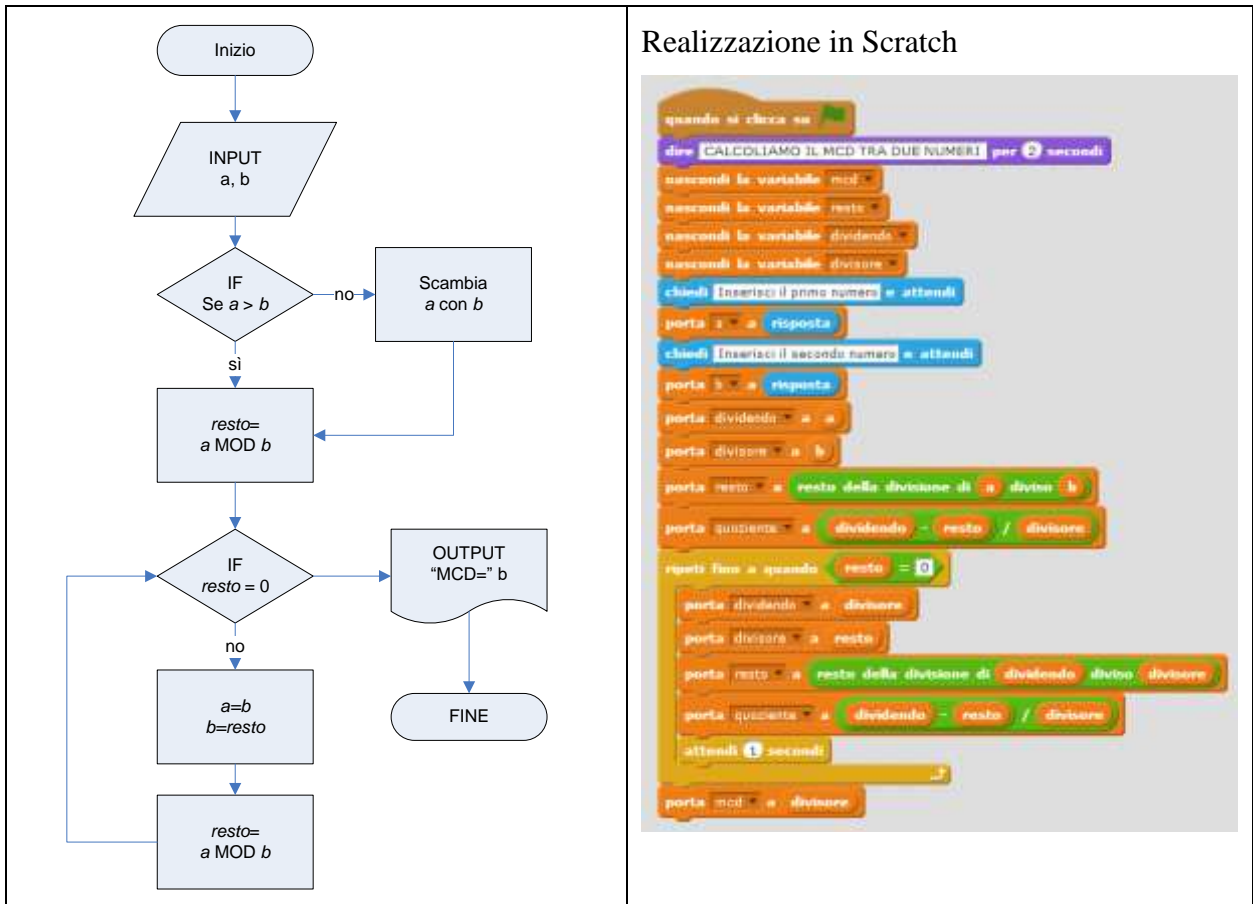 Inizio
INPUT
a, b
IF
Se a > b
no
Scambia
a con b
sì
resto=
a MOD b
IF
resto = 0
OUTPUT
“MCD=” b
no
FINE
a=b
b=resto
resto=
a MOD b
Realizzazione in Scratch
quando si clicca su
dire CALCOLIAMO IL MCD TRA DUE NUMERI per 2 secondi
nascondi la variabile mcd
nascondi la variabile resto
nascondi la variabile dividendo
nascondi la variabile divisore
chiedi Inserisci il primo numero e attendi
porta a a risposta
chiedi Inserisci il secondo numero e attendi
porta b a risposta
porta dividendo a a
porta divisore a b
porta resto a resto della divisione di a diviso b
porta quoziente a dividendo - resto / divisore
ripeti fino a quando resto = 0
porta dividendo a divisore
porta divisore a resto
porta resto a resto della divisione di dividendo diviso divisore
porta quoziente a dividendo - resto / divisore
attendi 1 secondi
porta mcd a divisore